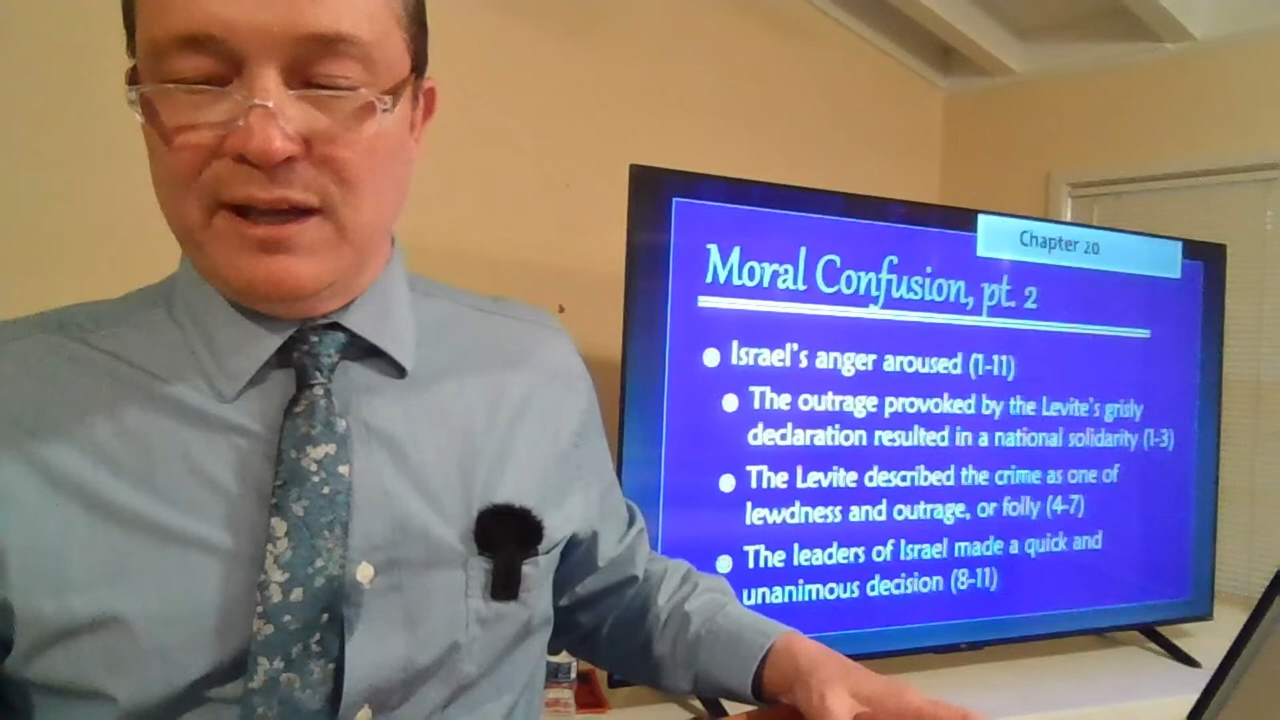 Chapter 20
Moral Confusion, pt. 2
● Israel's anger aroused (1-11)
● The outrage provoked by the Levite's grisly
declaration resulted in a national solidarity (1-3)
● The Levite described the crime as one of
lewdness and outrage, or folly (4-7)
● The leaders of Israel made a quick and
unanimous decision (8-11)